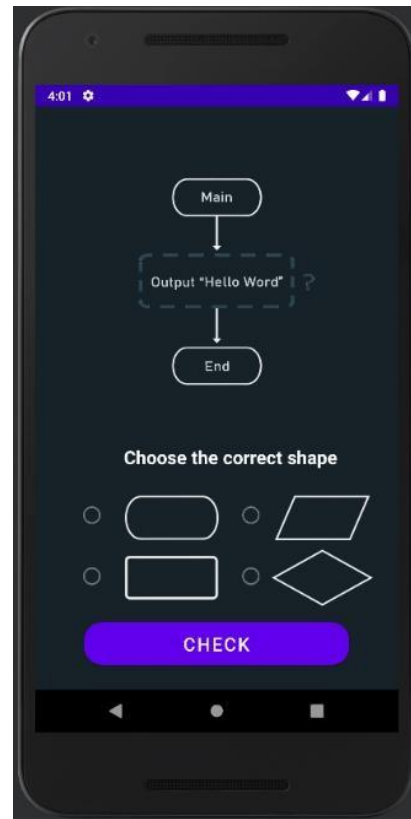 4:01
Main
Output "Hello Word" ?
End
Choose the correct shape
CHECK